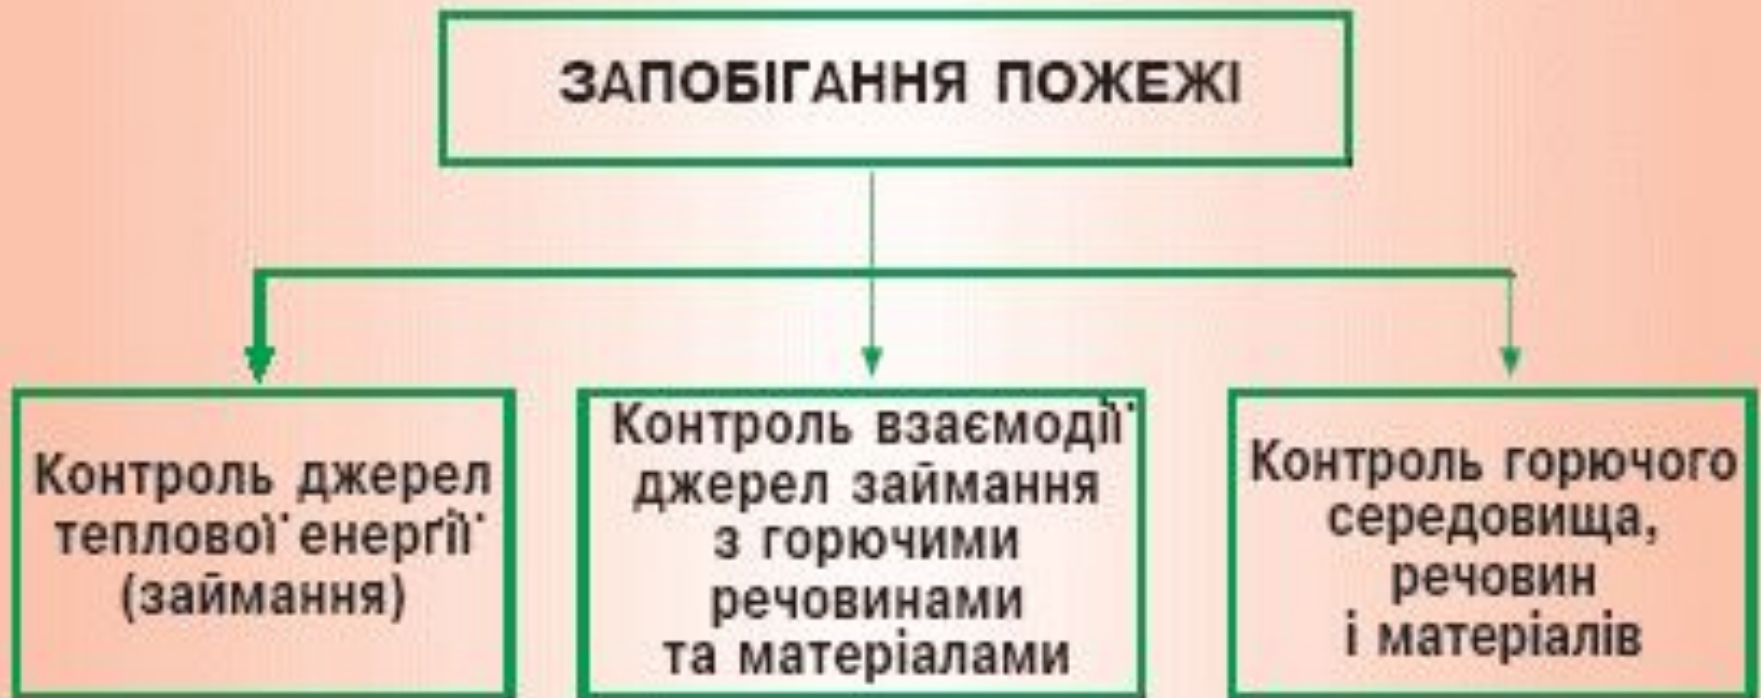 ЗАПОБІГАННЯ ПОЖЕЖІ
Контроль джерел
теплової енергії
(займання)
Контроль взаємодії
джерел займання
з горючими
речовинами
та матеріалами
Контроль горючого
середовища,
речовин
і матеріалів